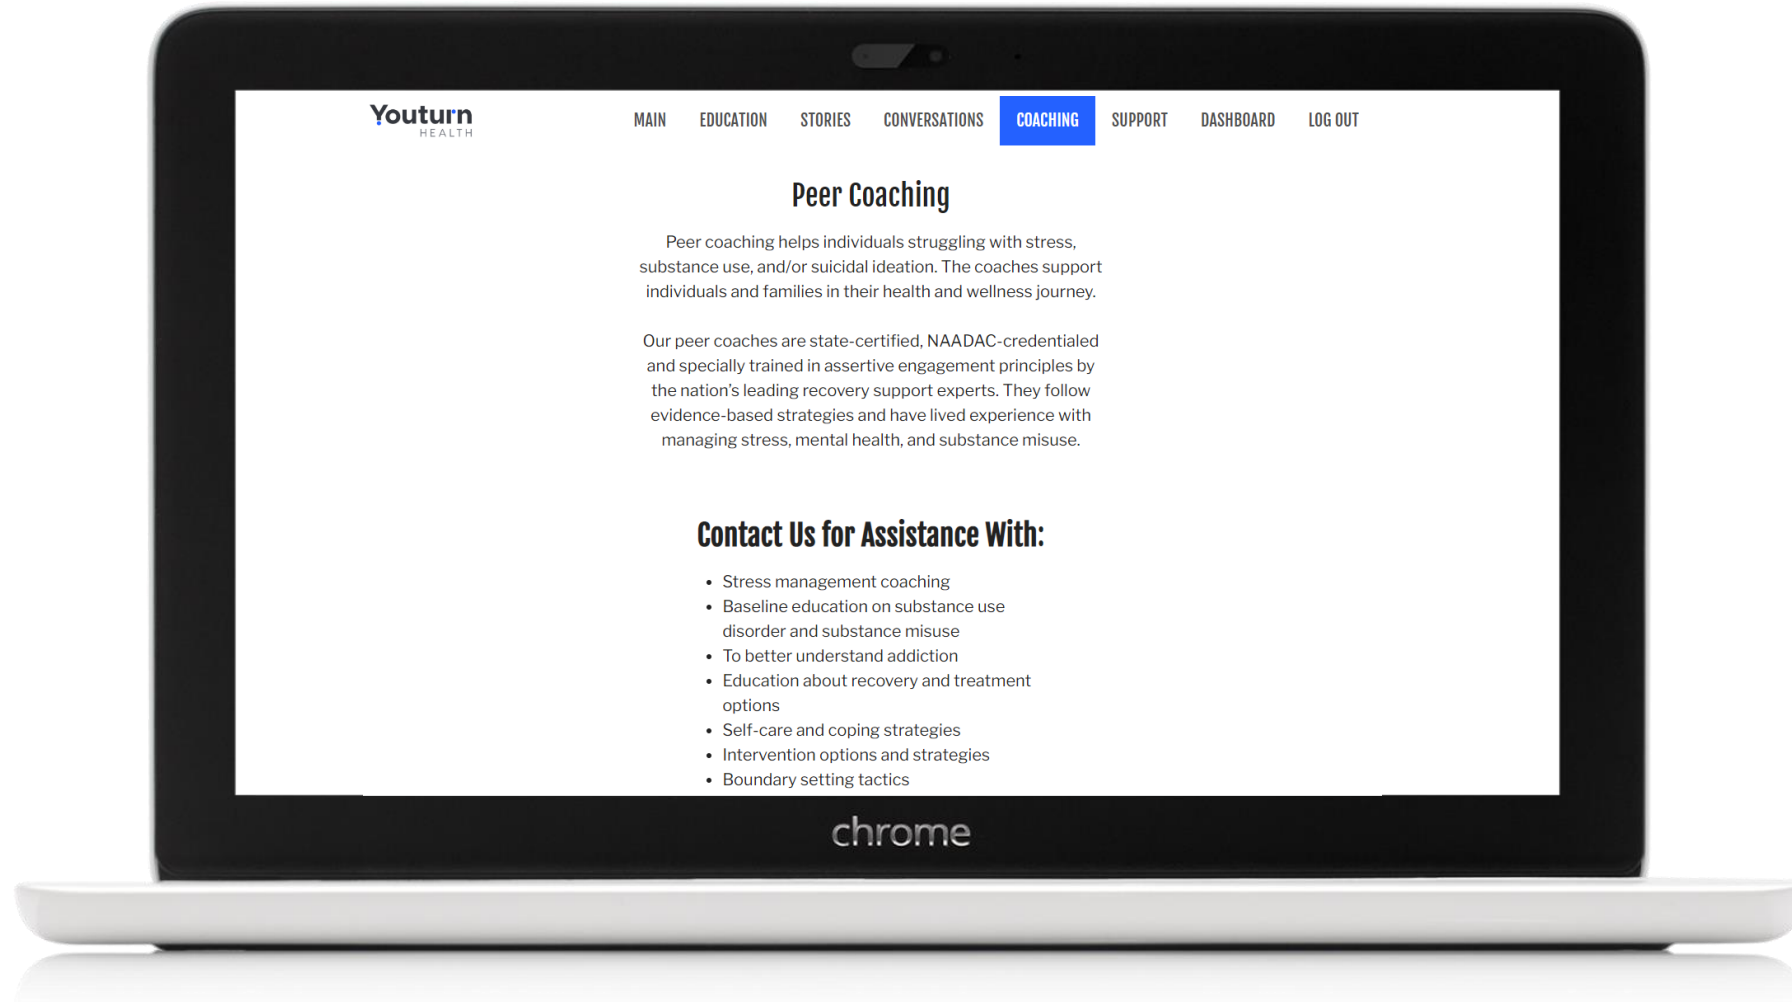 Youturn
HEALTH
MAIN EDUCATION STORIES CONVERSATIONS COACHING SUPPORT DASHBOARD LOG OUT
Peer Coaching
Peer coaching helps individuals struggling with stress,
substance use, and/or suicidal ideation. The coaches support
individuals and families in their health and wellness journey.
Our peer coaches are state-certified, NAADAC-credentialed
and specially trained in assertive engagement principles by
the nation’s leading recovery support experts. They follow
evidence-based strategies and have lived experience with
managing stress, mental health, and substance misuse.
Contact Us for Assistance With:
• Stress management coaching
• Baseline education on substance use
disorder and substance misuse
• To better understand addiction
• Education about recovery and treatment
options
• Self-care and coping strategies
• Intervention options and strategies
• Boundary setting tactics
chrome